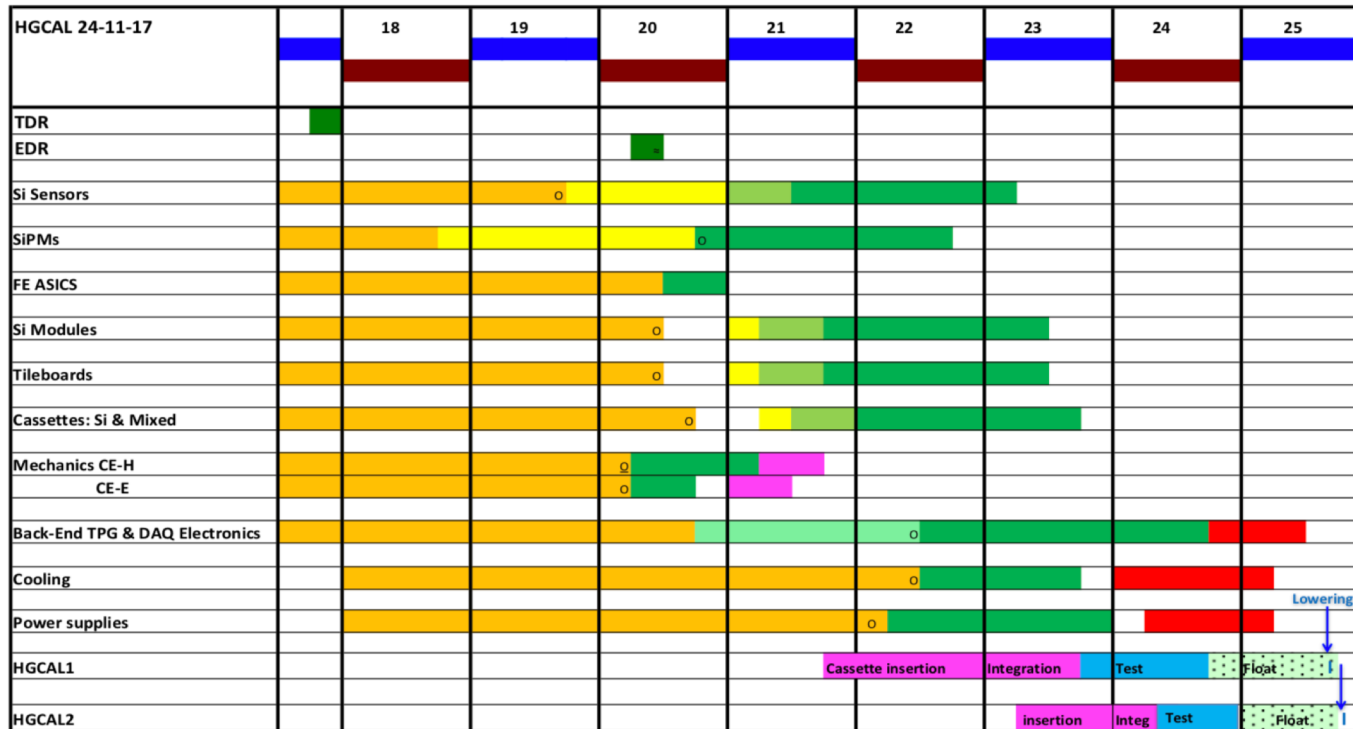 HGCAL 24-11-17 18 19 20 21 22 23 24 25
TDR
EDR
Si Sensors O
SiPMs O
FE ASICS
Si Modules O
Tileboards O
Cassettes: Si & Mixed O
Mechanics CE-H O
CE-E O
Back-End TPG & DAQ Electronics O
Cooling O
Lowering
Power supplies O
HGCAL1 Cassette insertion Integration Test Float I
HGCAL2 insertion Integ Test Float I